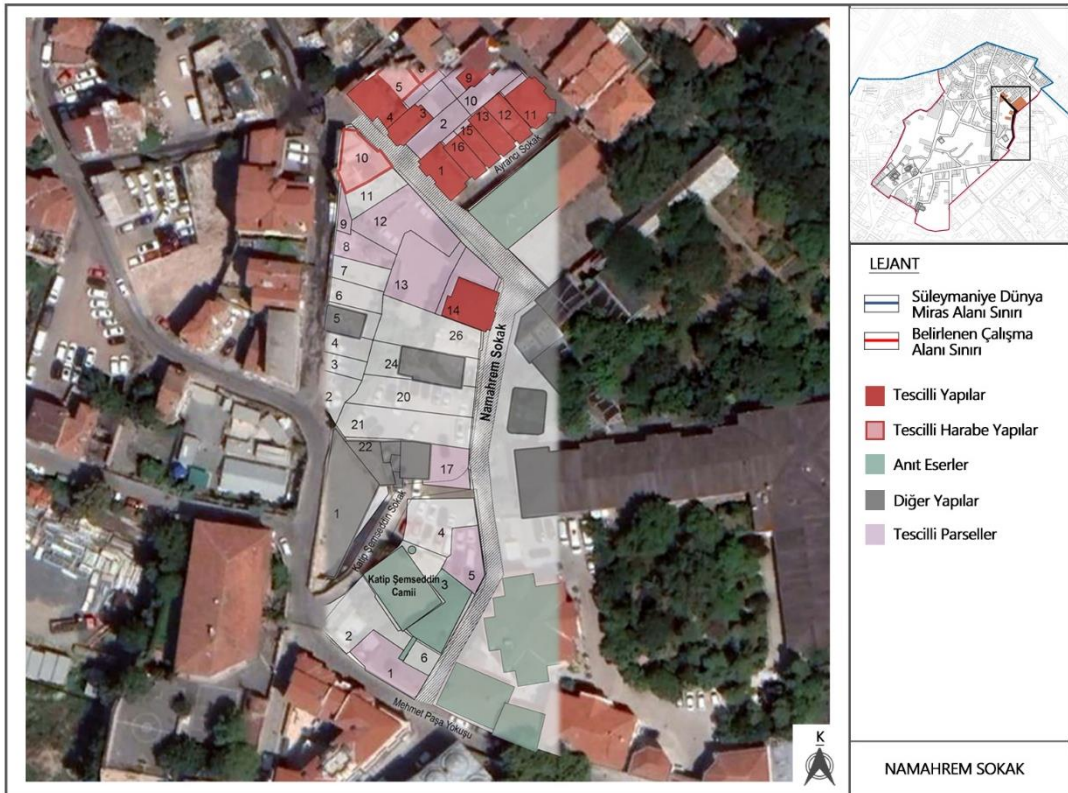 5
9
3
4
2
10
13
12
11
15
16
1
Ayrancı Sokak
10
11
12
9
8
7
13
6
14
5
26
4
24
3
Namahrem Sokak
2
20
21
22
17
1
Katip Şemseddin Sokak
4
5
Katip Şemseddin
Camii
3
2
6
1
Mehmet Paşa Yokuşu
K
LEJANT
Süleymaniye Dünya
Miras Alanı Sınırı
Belirlenen Çalışma
Alanı Sınırı
Tescilli Yapılar
Tescilli Harabe Yapılar
Anıt Eserler
Diğer Yapılar
Tescilli Parseller
NAMAHREM SOKAK